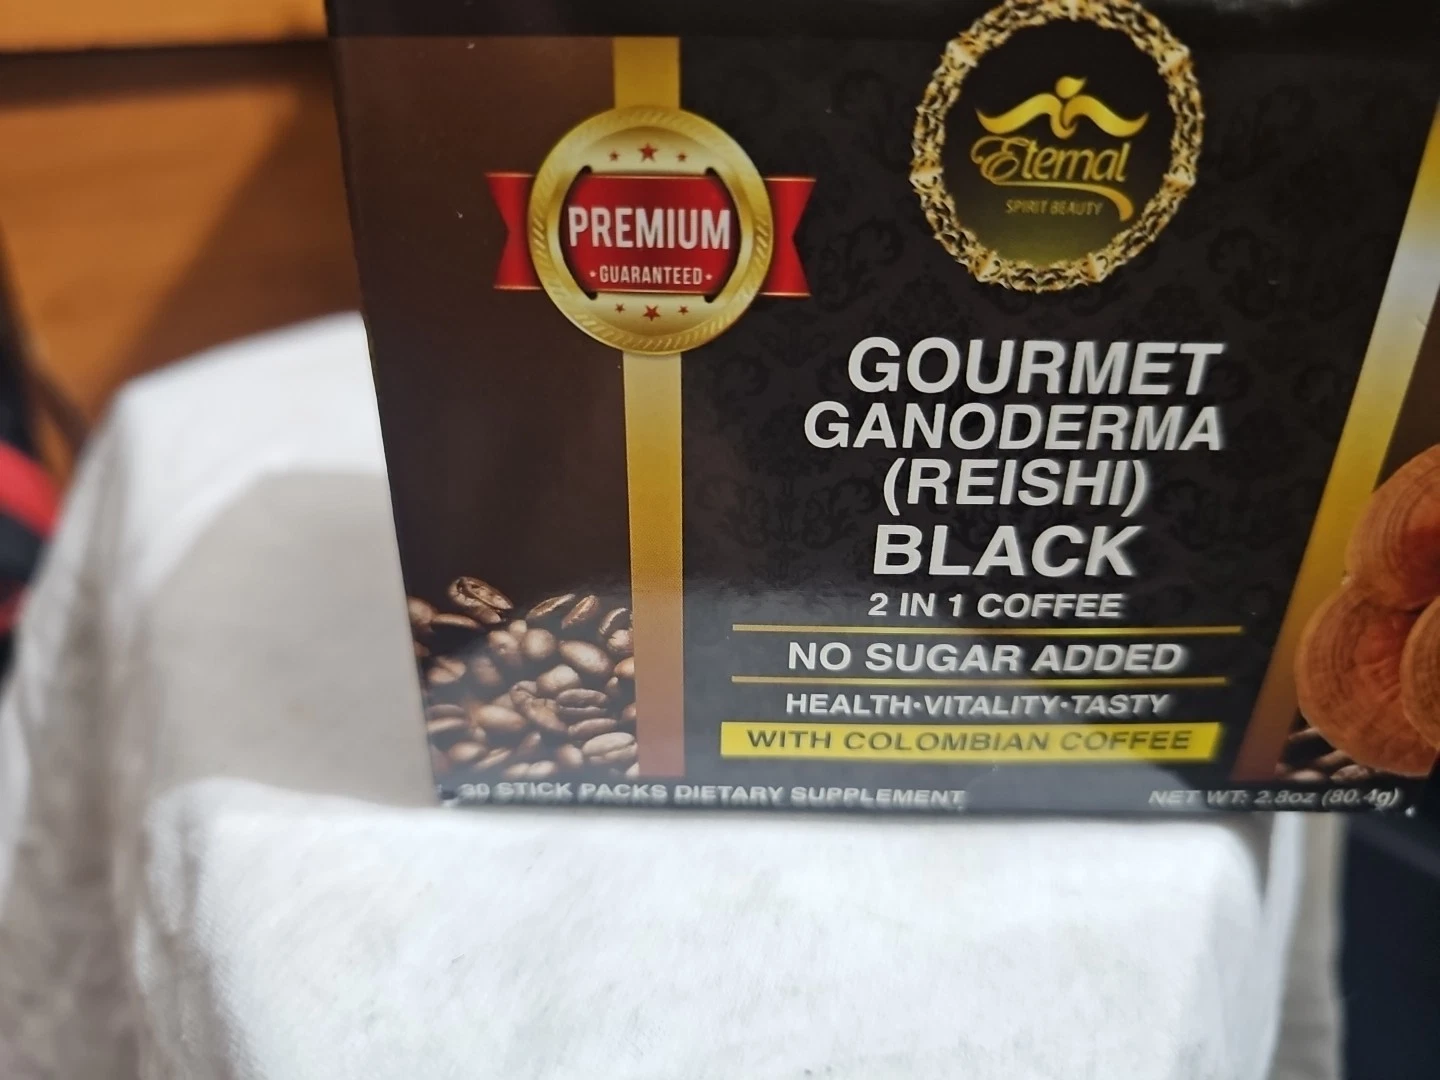 PREMIUM
•GUARANTEED•
Eternal
SPIRIT BEAUTY
GOURMET
GANODERMA
(REISHI)
BLACK
2 IN 1 COFFEE
NO SUGAR ADDED
HEALTH•VITALITY•TASTY
WITH COLOMBIAN COFFEE
30 STICK PACKS DIETARY SUPPLEMENT
NET WT: 2.8oz (80.4g)